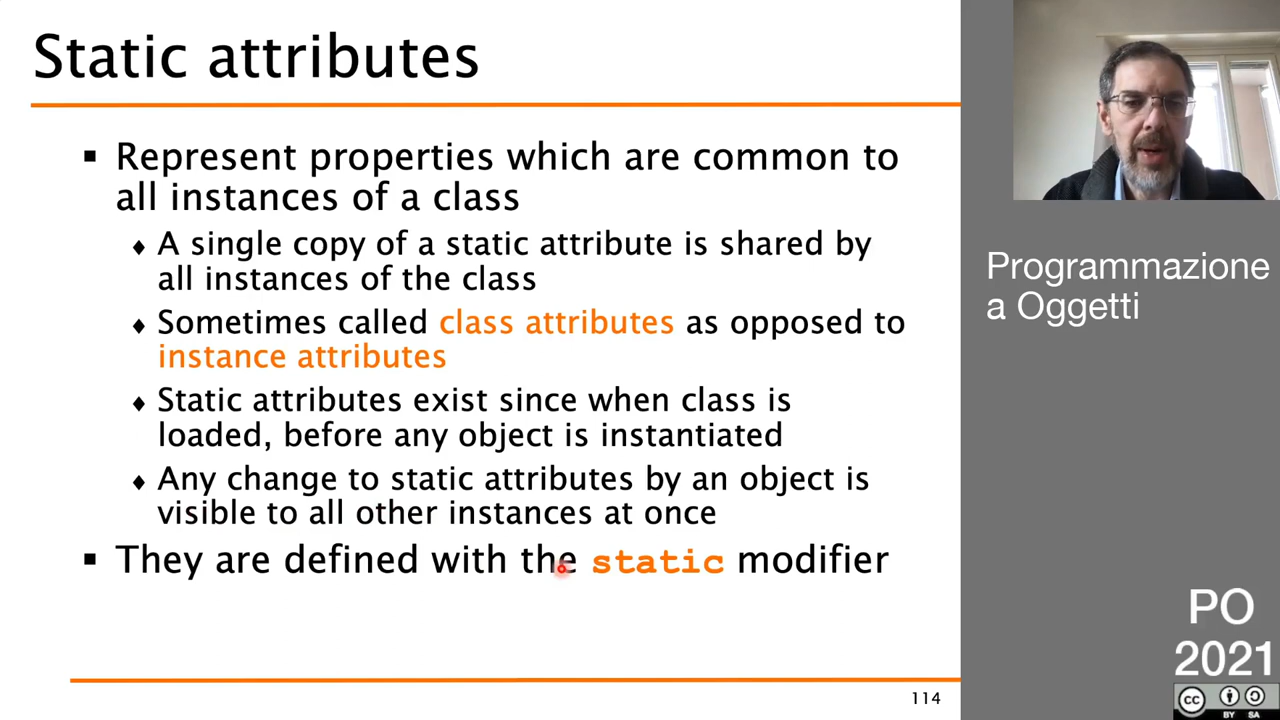 Static attributes
▪ Represent properties which are common to
all instances of a class
♦ A single copy of a static attribute is shared by
all instances of the class
♦ Sometimes called class attributes as opposed to
instance attributes
♦ Static attributes exist since when class is
loaded, before any object is instantiated
♦ Any change to static attributes by an object is
visible to all other instances at once
▪ They are defined with the static modifier
114
Programmazione
a Oggetti
PO
2021
cc
BY SA